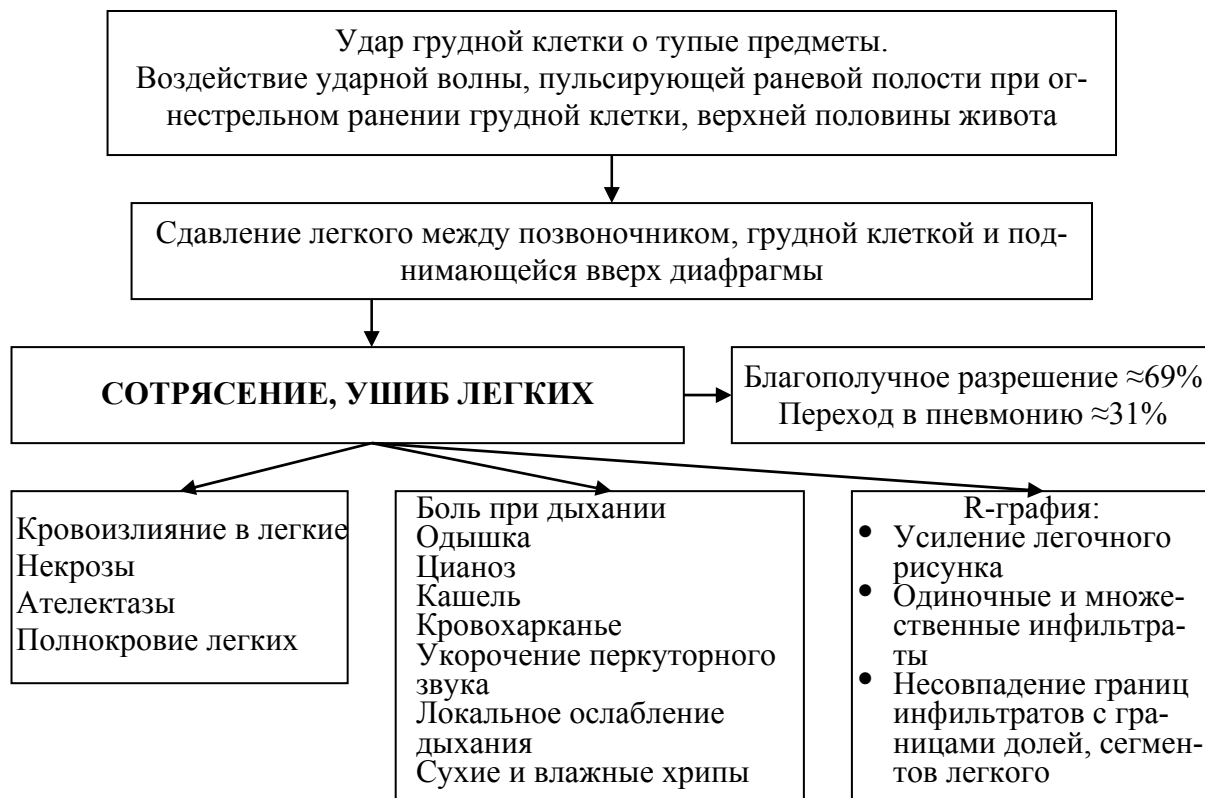 Удар грудной клетки о тупые предметы.
Воздействие ударной волны, пульсирующей раневой полости при ог-
нестрельном ранении грудной клетки, верхней половины живота
Сдавление легкого между позвоночником, грудной клеткой и под-
нимающейся вверх диафрагмы
СОТРЯСЕНИЕ, УШИБ ЛЕГКИХ
Благополучное разрешение ≈69%
Переход в пневмонию ≈31%
Кровоизлияние в легкие
Некрозы
Ателектазы
Полнокровие легких
Боль при дыхании
Одышка
Цианоз
Кашель
Кровохарканье
Укорочение перкуторного
звука
Локальное ослабление
дыхания
Сухие и влажные хрипы
R-графия:
• Усиление легочного
рисунка
• Одиночные и множе-
ственные инфильтра-
ты
• Несовпадение границ
инфильтратов с гра-
ницами долей, сегмен-
тов легкого